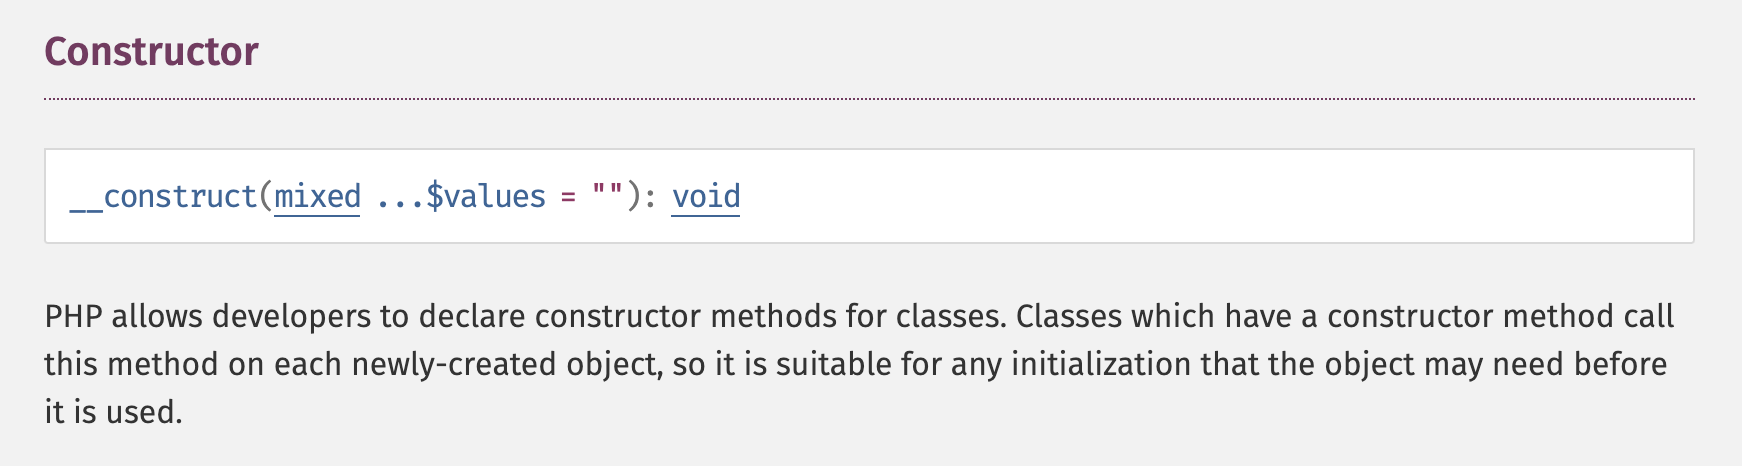 Constructor
__construct(mixed ...$values = ""): void
PHP allows developers to declare constructor methods for classes. Classes which have a constructor method call
this method on each newly-created object, so it is suitable for any initialization that the object may need before
it is used.